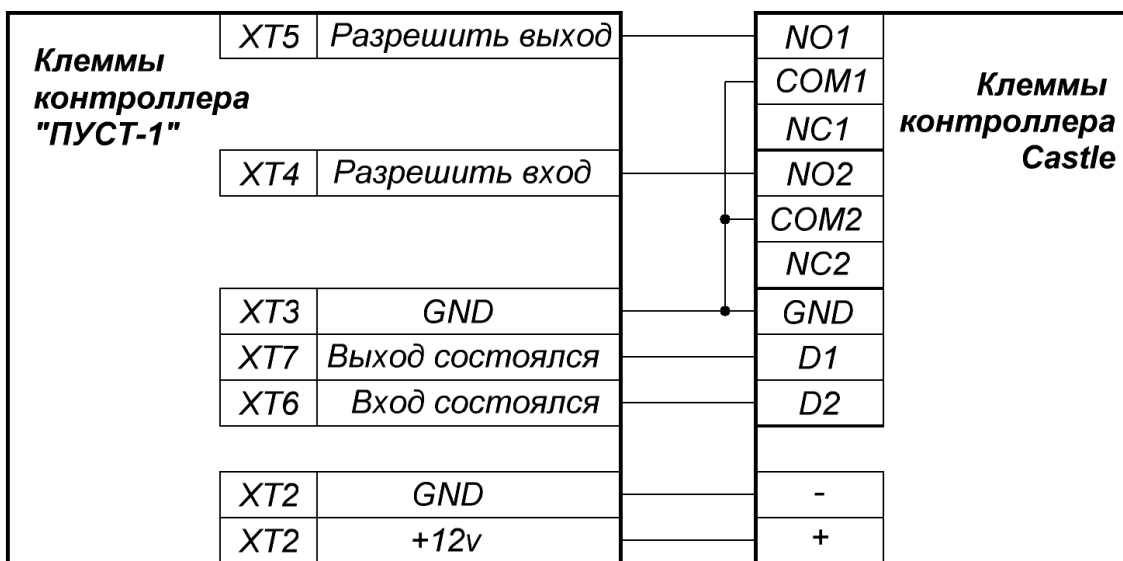 Клеммы
контроллера
"ПУСТ-1"
XT5 Разрешить выход
XT4 Разрешить вход
XT3 GND
XT7 Выход состоялся
XT6 Вход состоялся
XT2 GND
XT2 +12v
NO1
COM1
NC1
NO2
COM2
NC2
GND
D1
D2
-
+
Клеммы
контроллера
Castle